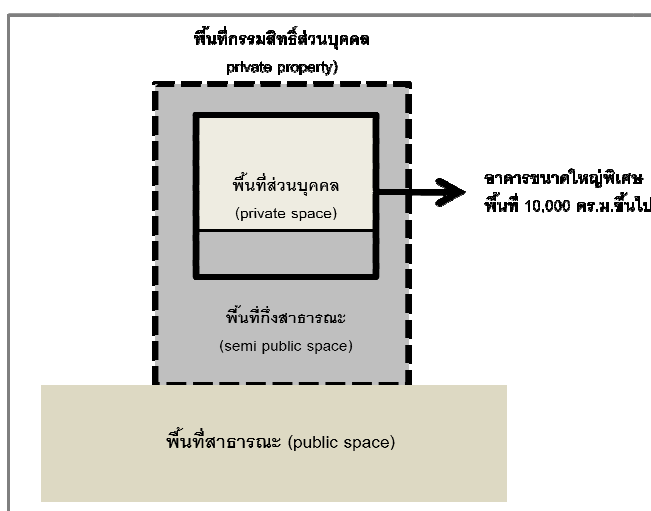 พื้นที่กรรมสิทธิ์ส่วนบุคคล
private property)
พื้นที่ส่วนบุคคล
(private space)
อาคารขนาดใหญ่พิเศษ
พื้นที่ 10,000 ตร.ม.ขึ้นไป
พื้นที่กึ่งสาธารณะ
(semi public space)
พื้นที่สาธารณะ (public space)